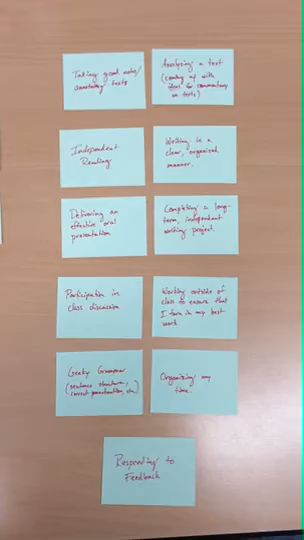 Taking good notes/
annotating texts
Analyzing a text
(coming up with
ideas for commentary
on texts)
Independent
Reading
Writing in a
clear, organized
manner.
Delivering an
effective oral
presentation
Completing a long-
term, independent
writing project.
Participation in
class discussion
Working outside of
class to ensure that
I turn in my best
work
Geeky Grammar
(sentence structure,
correct punctuation, etc.)
Organizing my
time.
Responding to
Feedback